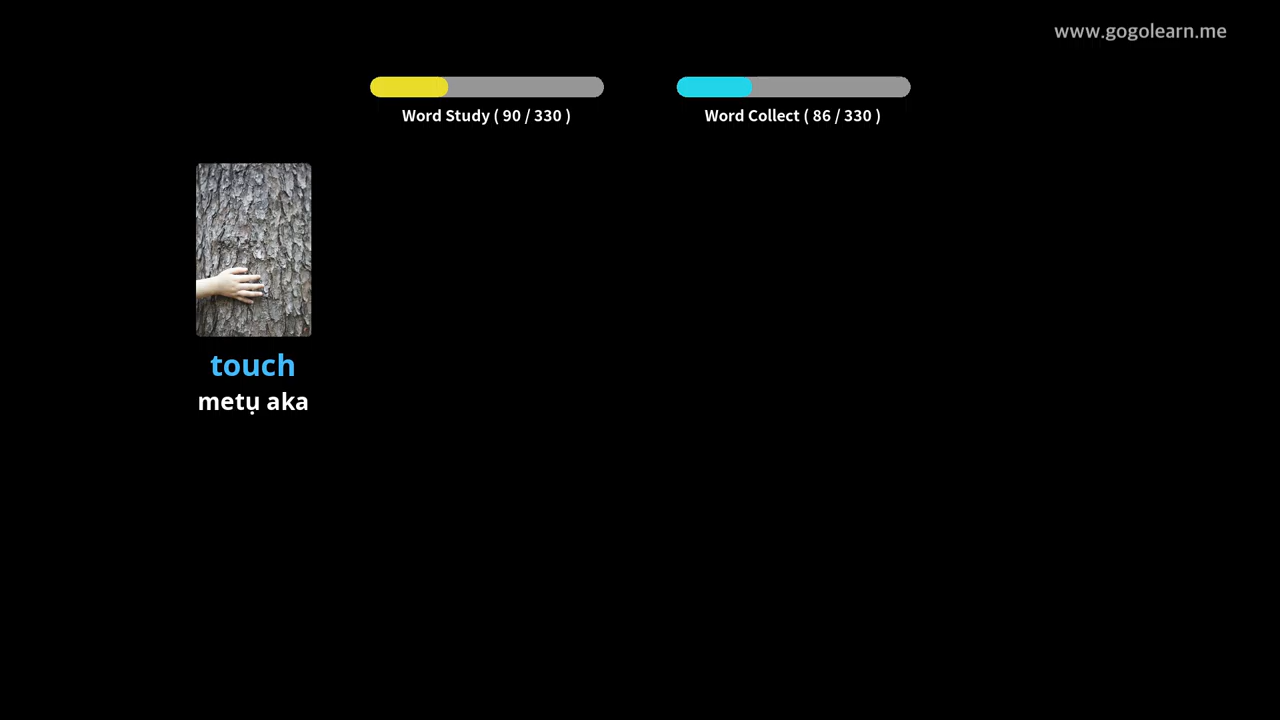 www.gogolearn.me
Word Study ( 90 / 330 )
Word Collect ( 86 / 330 )
touch
metụ aka